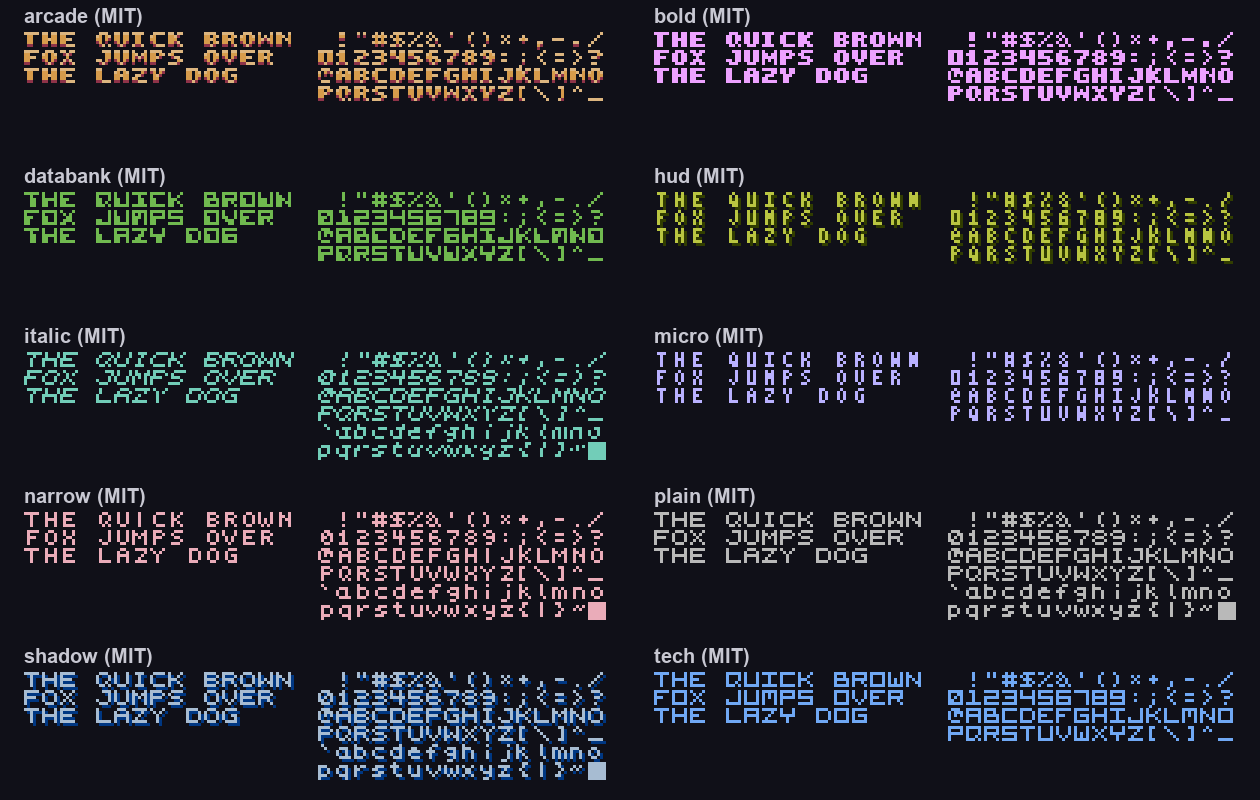 arcade (MIT)
THE QUICK BROWN
FOX JUMPS OVER
THE LAZY DOG
!"#$%&'()×+,-./
0123456789:;<=>?
@ABCDEFGHIJKLMNO
PQRSTUVWXYZ[\]^_
bold (MIT)
THE QUICK BROWN
FOX JUMPS OVER
THE LAZY DOG
!"#$%&'()×+,-./
0123456789:;<=>?
@ABCDEFGHIJKLMNO
PQRSTUVWXYZ[\]^_
databank (MIT)
THE QUICK BROWN
FOX JUMPS OVER
THE LAZY DOG
!"#$%&'()×+,-./
0123456789:;<=>?
@ABCDEFGHIJKLMNO
PQRSTUVWXYZ[\]^_
hud (MIT)
THE QUICK BROWN
FOX JUMPS OVER
THE LAZY DOG
!"#$%&'()×+,-./
0123456789:;<=>?
@ABCDEFGHIJKLMNO
PQRSTUVWXYZ[\]^_
italic (MIT)
THE QUICK BROWN
FOX JUMPS OVER
THE LAZY DOG
!"#$%&'()×+,-./
0123456789:;<=>?
@ABCDEFGHIJKLMNO
PQRSTUVWXYZ[\]^_
`abcdefghijklmno
pqrstuvwxyz{|}~
micro (MIT)
THE QUICK BROWN
FOX JUMPS OVER
THE LAZY DOG
!"#$%&'()×+,-./
0123456789:;<=>?
@ABCDEFGHIJKLMNO
PQRSTUVWXYZ[\]^_
narrow (MIT)
THE QUICK BROWN
FOX JUMPS OVER
THE LAZY DOG
!"#$%&'()×+,-./
0123456789:;<=>?
@ABCDEFGHIJKLMNO
PQRSTUVWXYZ[\]^_
`abcdefghijklmno
pqrstuvwxyz{|}~
plain (MIT)
THE QUICK BROWN
FOX JUMPS OVER
THE LAZY DOG
!"#$%&'()×+,-./
0123456789:;<=>?
@ABCDEFGHIJKLMNO
PQRSTUVWXYZ[\]^_
`abcdefghijklmno
pqrstuvwxyz{|}~
shadow (MIT)
THE QUICK BROWN
FOX JUMPS OVER
THE LAZY DOG
!"#$%&'()×+,-./
0123456789:;<=>?
@ABCDEFGHIJKLMNO
PQRSTUVWXYZ[\]^_
`abcdefghijklmno
pqrstuvwxyz{|}~
tech (MIT)
THE QUICK BROWN
FOX JUMPS OVER
THE LAZY DOG
!"#$%&'()×+,-./
0123456789:;<=>?
@ABCDEFGHIJKLMNO
PQRSTUVWXYZ[\]^_